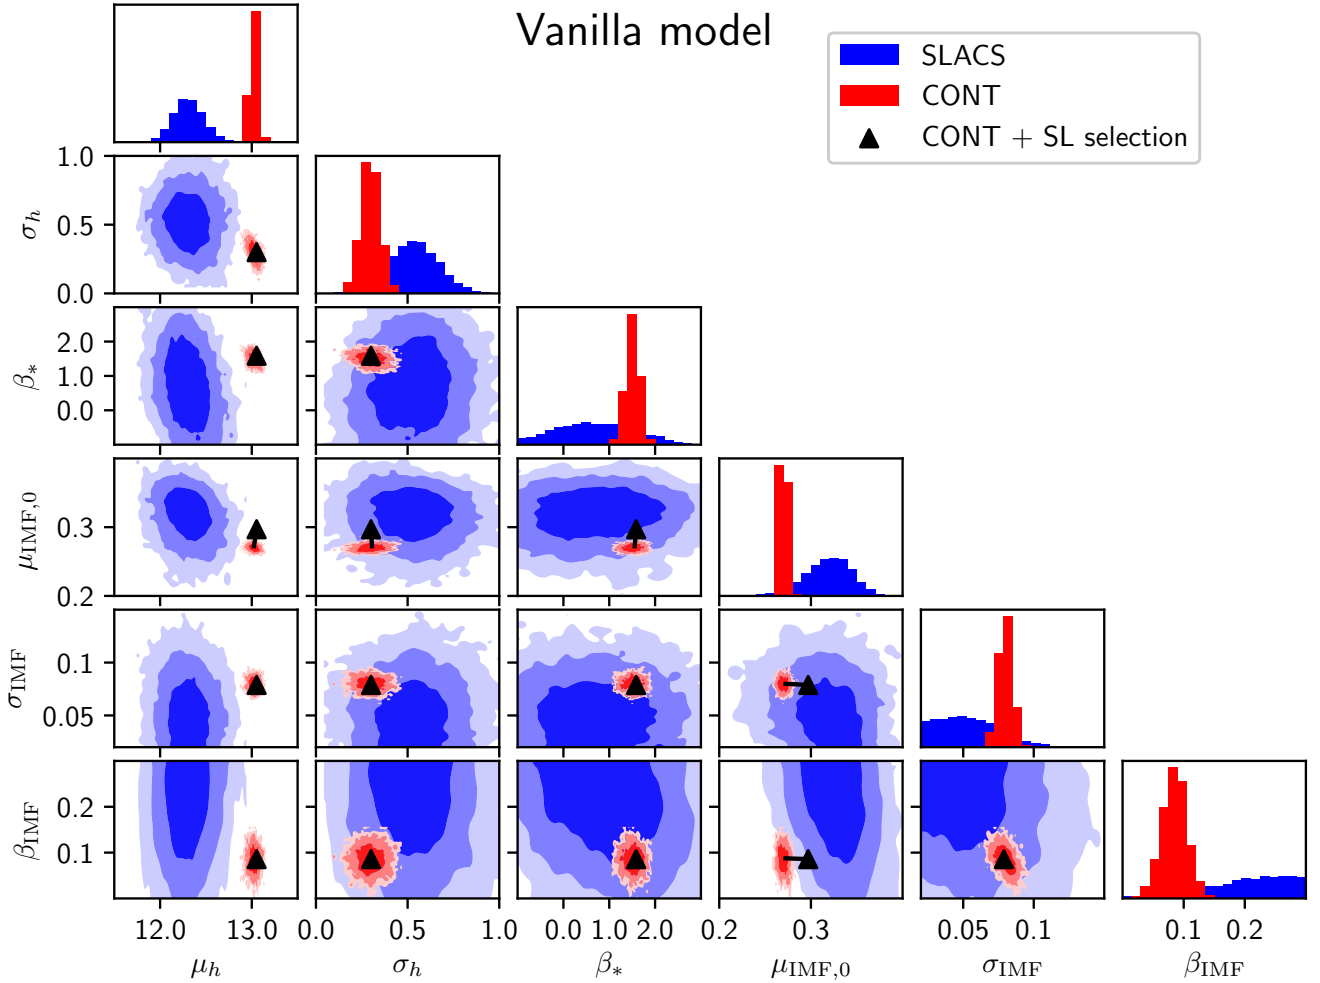 Vanilla model
SLACS
CONT
CONT + SL selection
1.0
0.5
0.0
σ_h
2.0
1.0
0.0
β_*
0.3
0.2
μ_IMF,0
0.1
0.05
σ_IMF
0.2
0.1
β_IMF
12.0 13.0 0.0 0.5 1.0 0.0 1.0 2.0 0.2 0.3 0.05 0.1 0.1 0.2
μ_h σ_h β_* μ_IMF,0 σ_IMF β_IMF